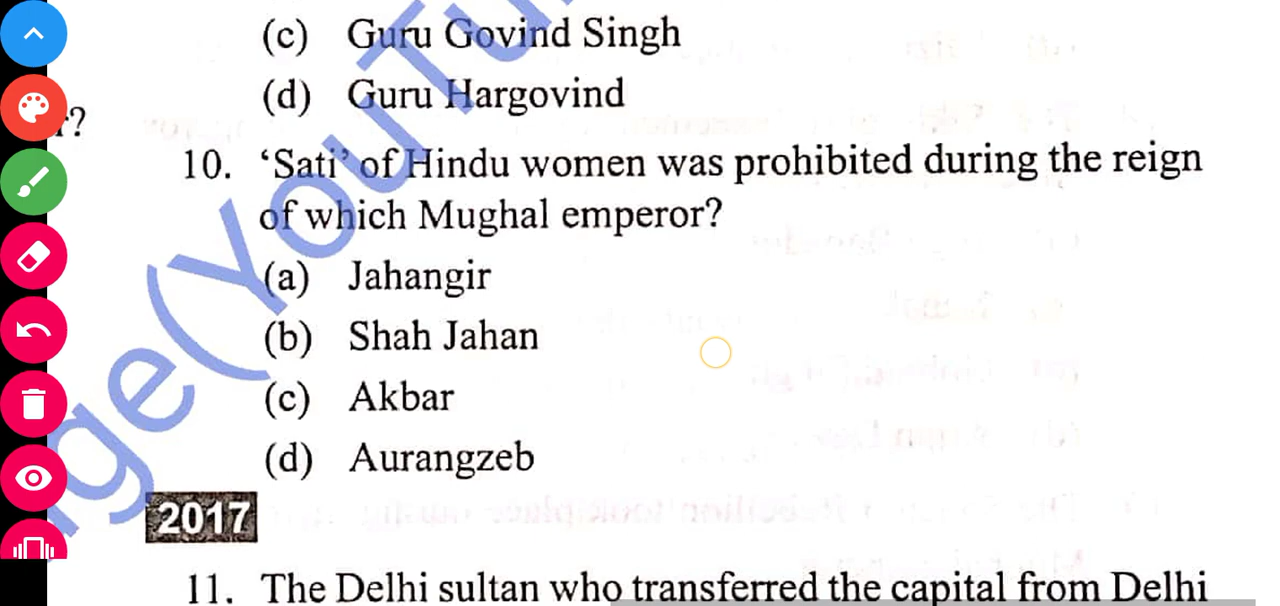 (c) Guru Govind Singh
(d) Guru Hargovind
?
10. ‘Sati’ of Hindu women was prohibited during the reign
of which Mughal emperor?
(a) Jahangir
(b) Shah Jahan
(c) Akbar
(d) Aurangzeb
2017
11. The Delhi sultan who transferred the capital from Delhi